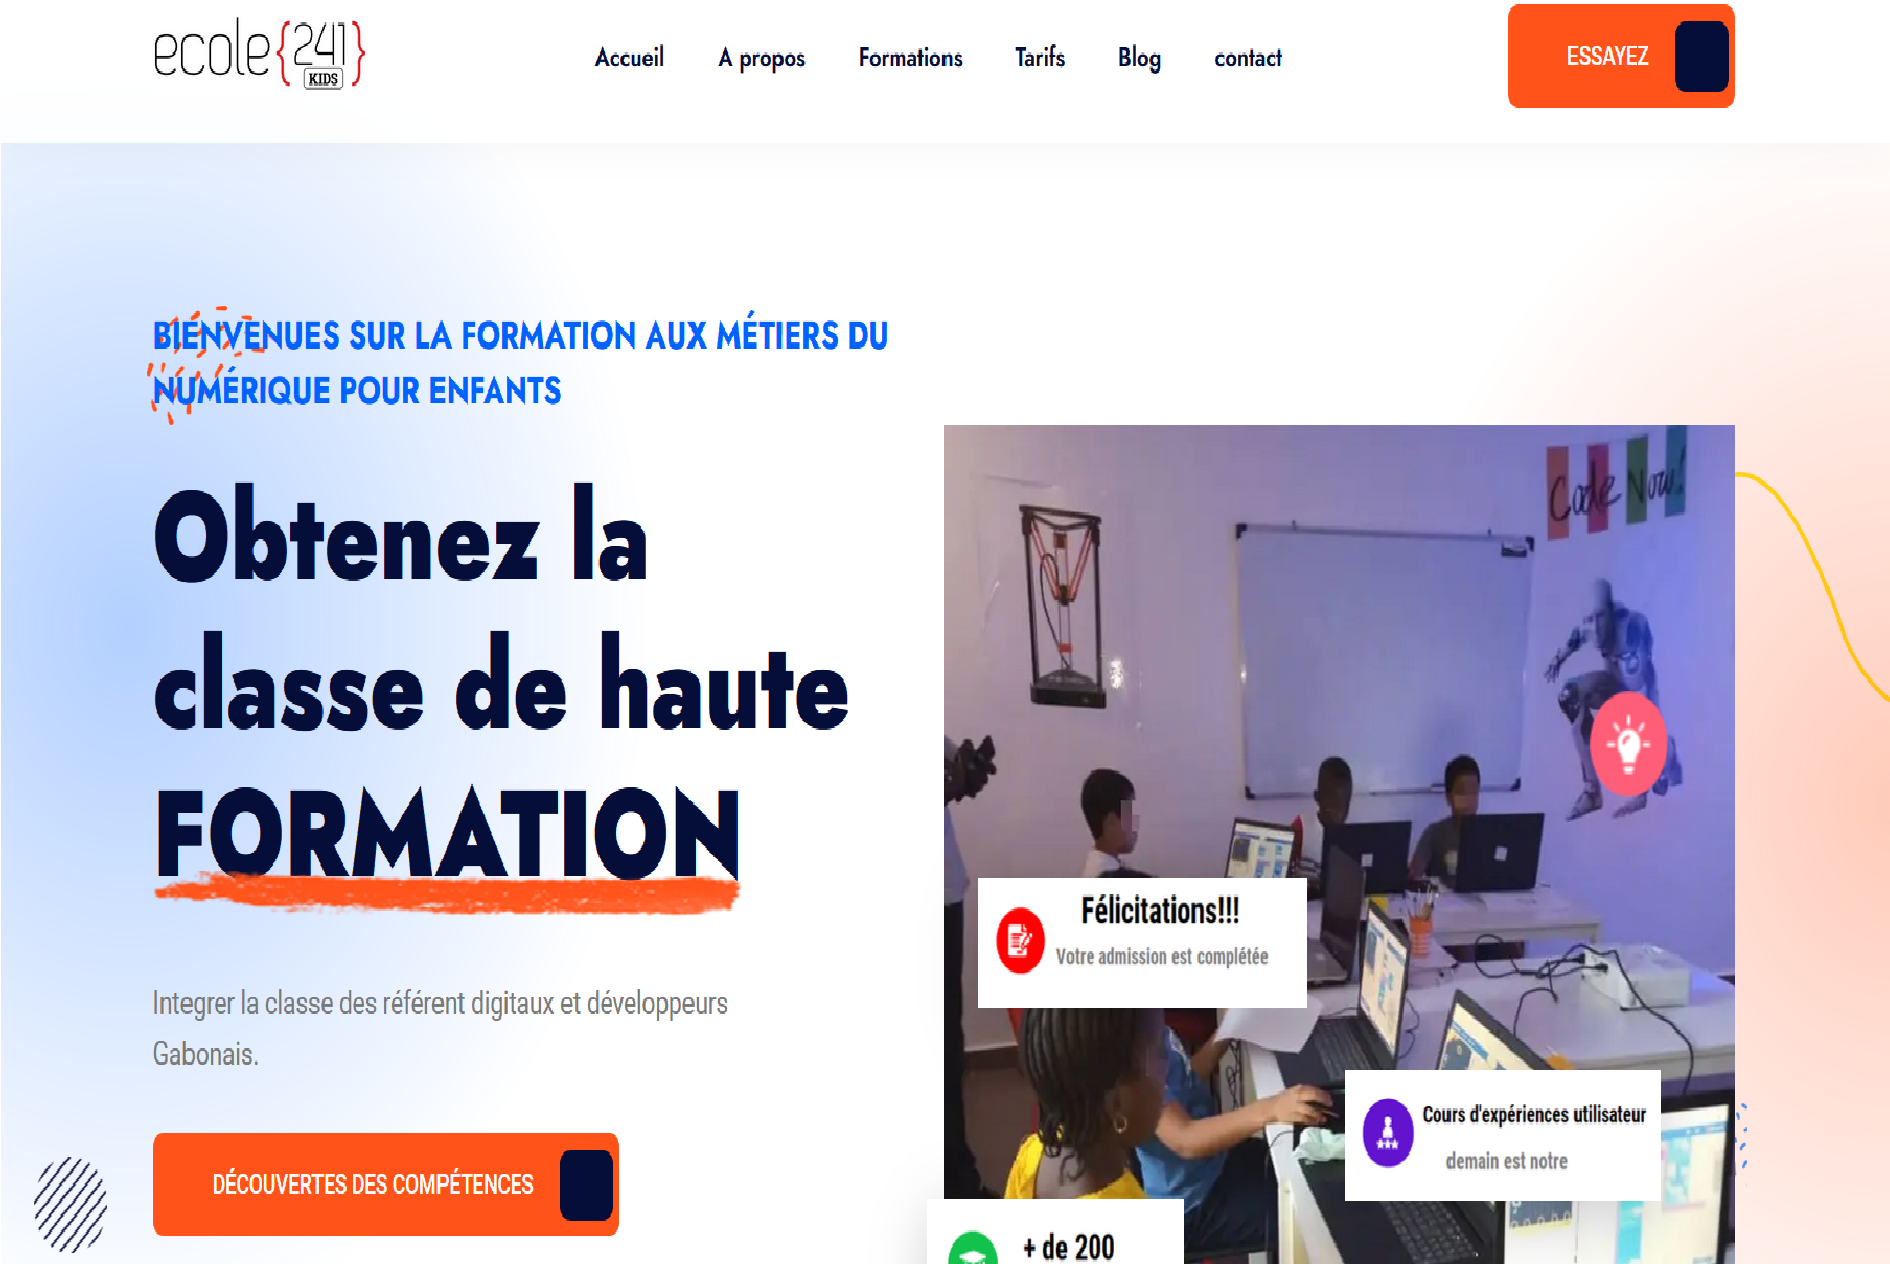 ecole{241}
KIDS
Accueil A propos Formations Tarifs Blog contact
ESSAYEZ
BIENVENUES SUR LA FORMATION AUX MÉTIERS DU
NUMÉRIQUE POUR ENFANTS
Obtenez la
classe de haute
FORMATION
Integrer la classe des référent digitaux et développeurs
Gabonais.
DÉCOUVERTES DES COMPÉTENCES
Code Now!
Félicitations!!!
Votre admission est complétée
Cours d'expériences utilisateur
demain est notre
+ de 200